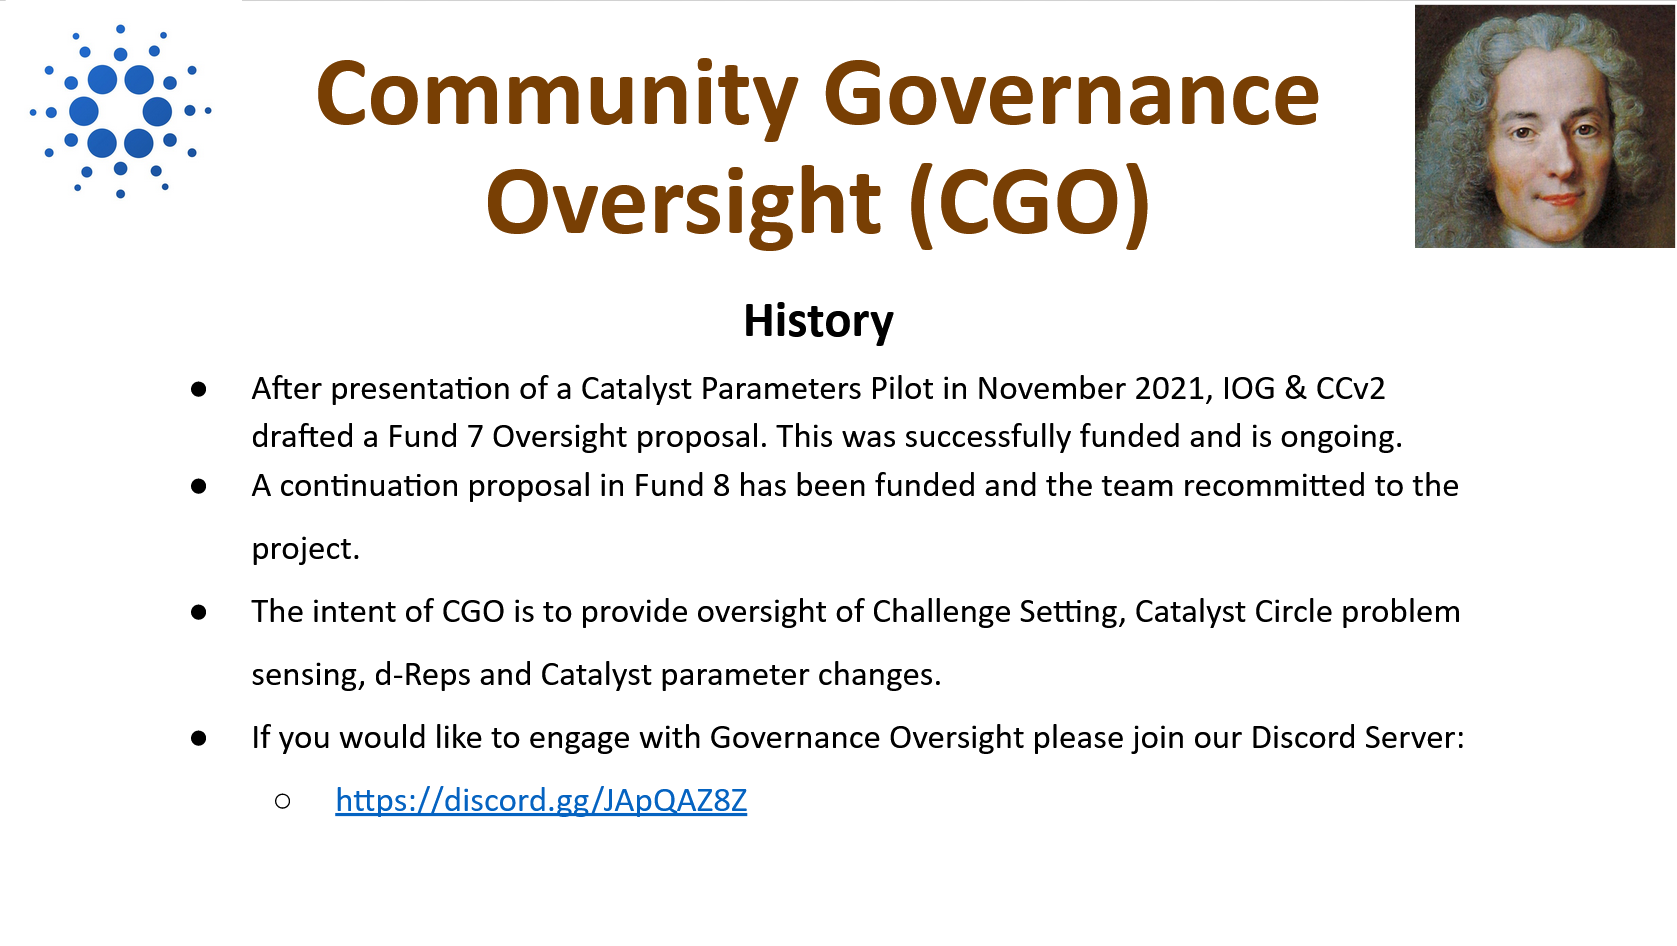 Community Governance
Oversight (CGO)
History
● After presentation of a Catalyst Parameters Pilot in November 2021, IOG & CCv2
drafted a Fund 7 Oversight proposal. This was successfully funded and is ongoing.
● A continuation proposal in Fund 8 has been funded and the team recommitted to the
project.
● The intent of CGO is to provide oversight of Challenge Setting, Catalyst Circle problem
sensing, d-Reps and Catalyst parameter changes.
● If you would like to engage with Governance Oversight please join our Discord Server:
○ https://discord.gg/JApQAZ8Z